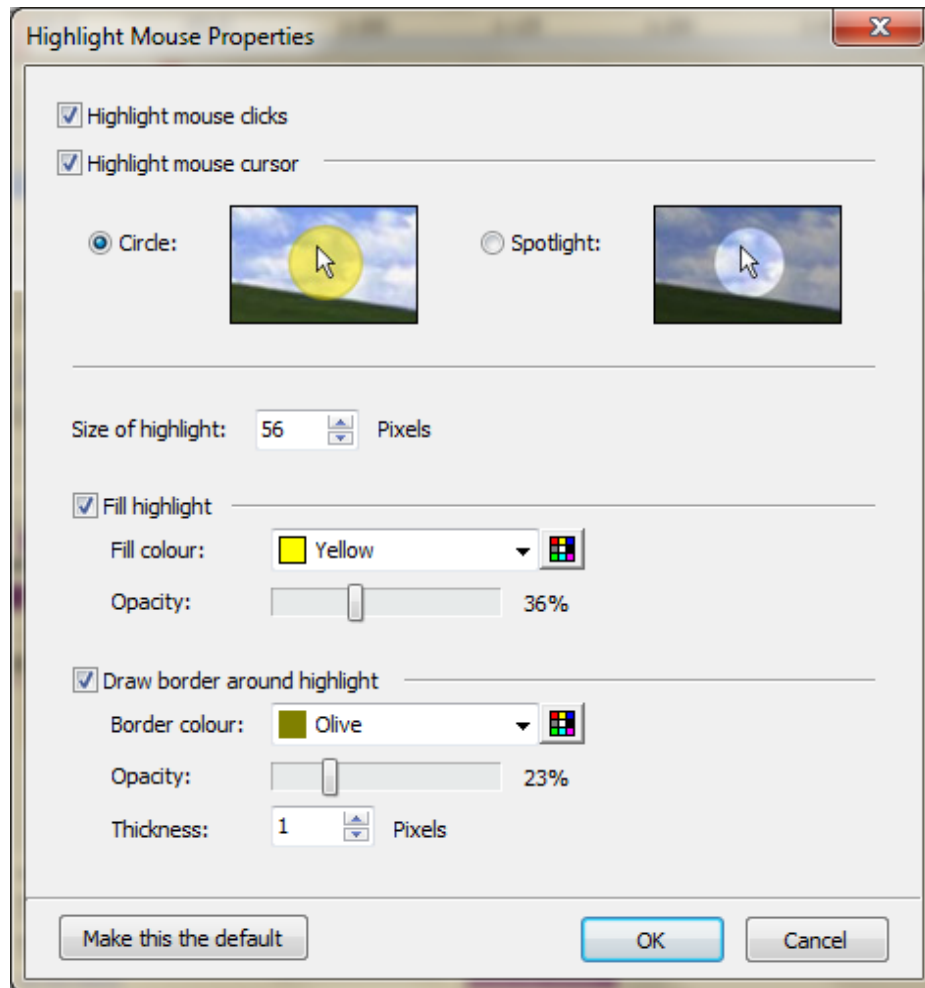 Highlight Mouse Properties
Highlight mouse clicks
Highlight mouse cursor
Circle: Spotlight:
Size of highlight: 56 Pixels
Fill highlight
Fill colour: Yellow
Opacity: 36%
Draw border around highlight
Border colour: Olive
Opacity: 23%
Thickness: 1 Pixels
Make this the default OK Cancel